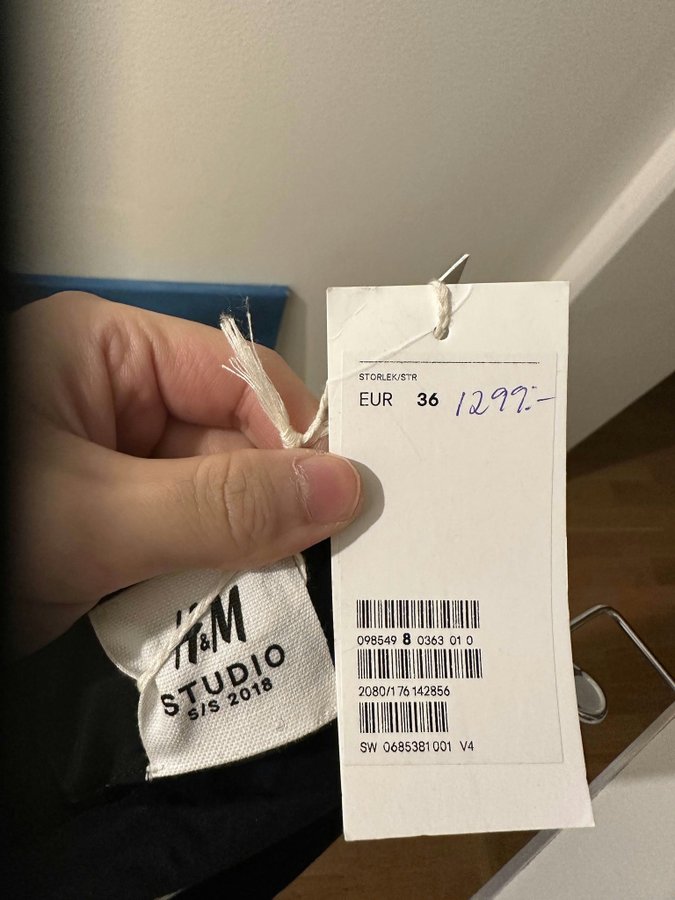 STORLEK/STR
EUR 36 1299:-
098549 8 0363 01 0
2080/176142856
SW 0685381001 V4
H&M
STUDIO
S/S 2018